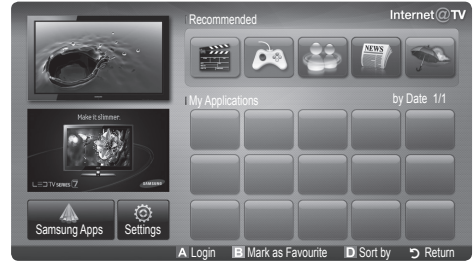 Internet@TV
Recommended
NEWS
My Applications
by Date 1/1
Make it slimmer.
LED TV SERIES 7
SAMSUNG
Samsung Apps
Settings
A Login B Mark as Favourite D Sort by Return